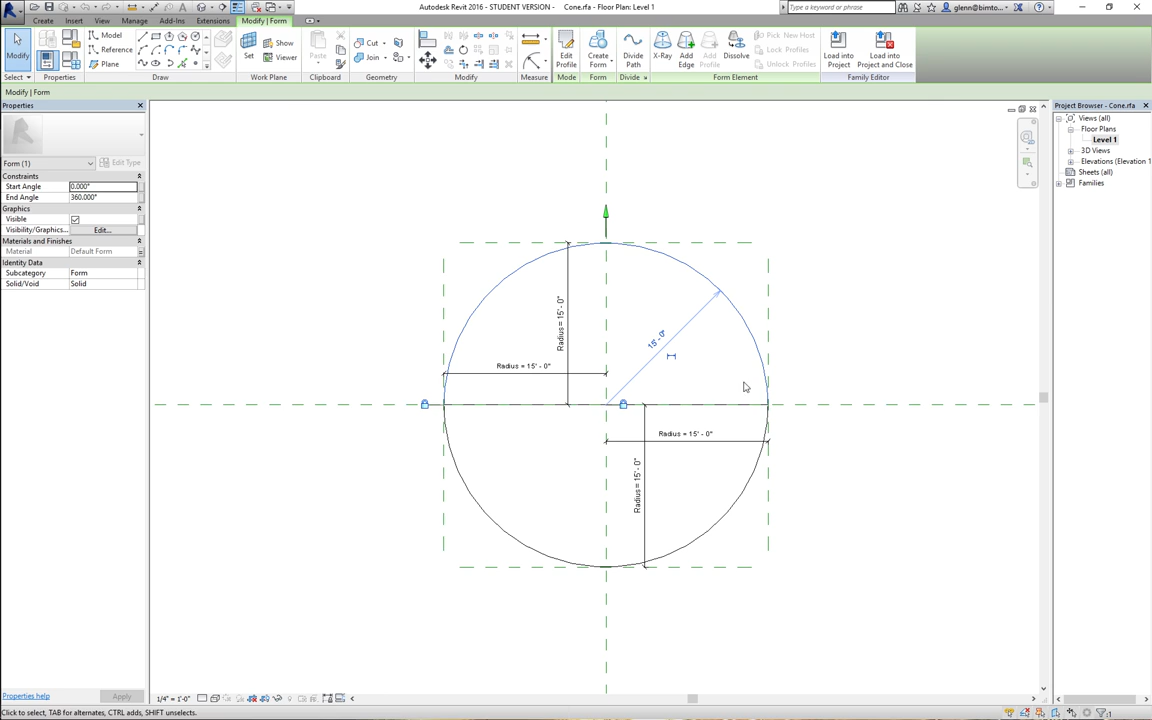 Autodesk Revit 2016 - STUDENT VERSION -     Cone.rfa - Floor Plan: Level 1
Type a keyword or phrase
glenn@bimto...
Create
Insert
View
Manage
Add-Ins
Extensions
Modify | Form
Modify
Select
Properties
Model
Reference
Plane
Draw
Set
Show
Viewer
Work Plane
Paste
Clipboard
Cut
Join
Geometry
Modify
Measure
Edit Profile
Mode
Create Form
Form
Divide Path
Divide
X-Ray
Add Edge
Add Profile
Dissolve
Pick New Host
Lock Profiles
Unlock Profiles
Form Element
Load into Project
Load into Project and Close
Family Editor
Modify | Form
Properties
Form (1)
Edit Type
Constraints
Start Angle 0.000°
End Angle 360.000°
Graphics
Visible
Visibility/Graphics... Edit...
Materials and Finishes
Material Default Form
Identity Data
Subcategory Form
Solid/Void Solid
Properties help
Apply
Radius = 15' - 0"
15' - 0"
Radius = 15' - 0"
Radius = 15' - 0"
Radius = 15' - 0"
Project Browser - Cone.rfa
Views (all)
Floor Plans
Level 1
3D Views
Elevations (Elevation 1
Sheets (all)
Families
1/4" = 1'-0"
Click to select, TAB for alternates, CTRL adds, SHIFT unselects.
:1